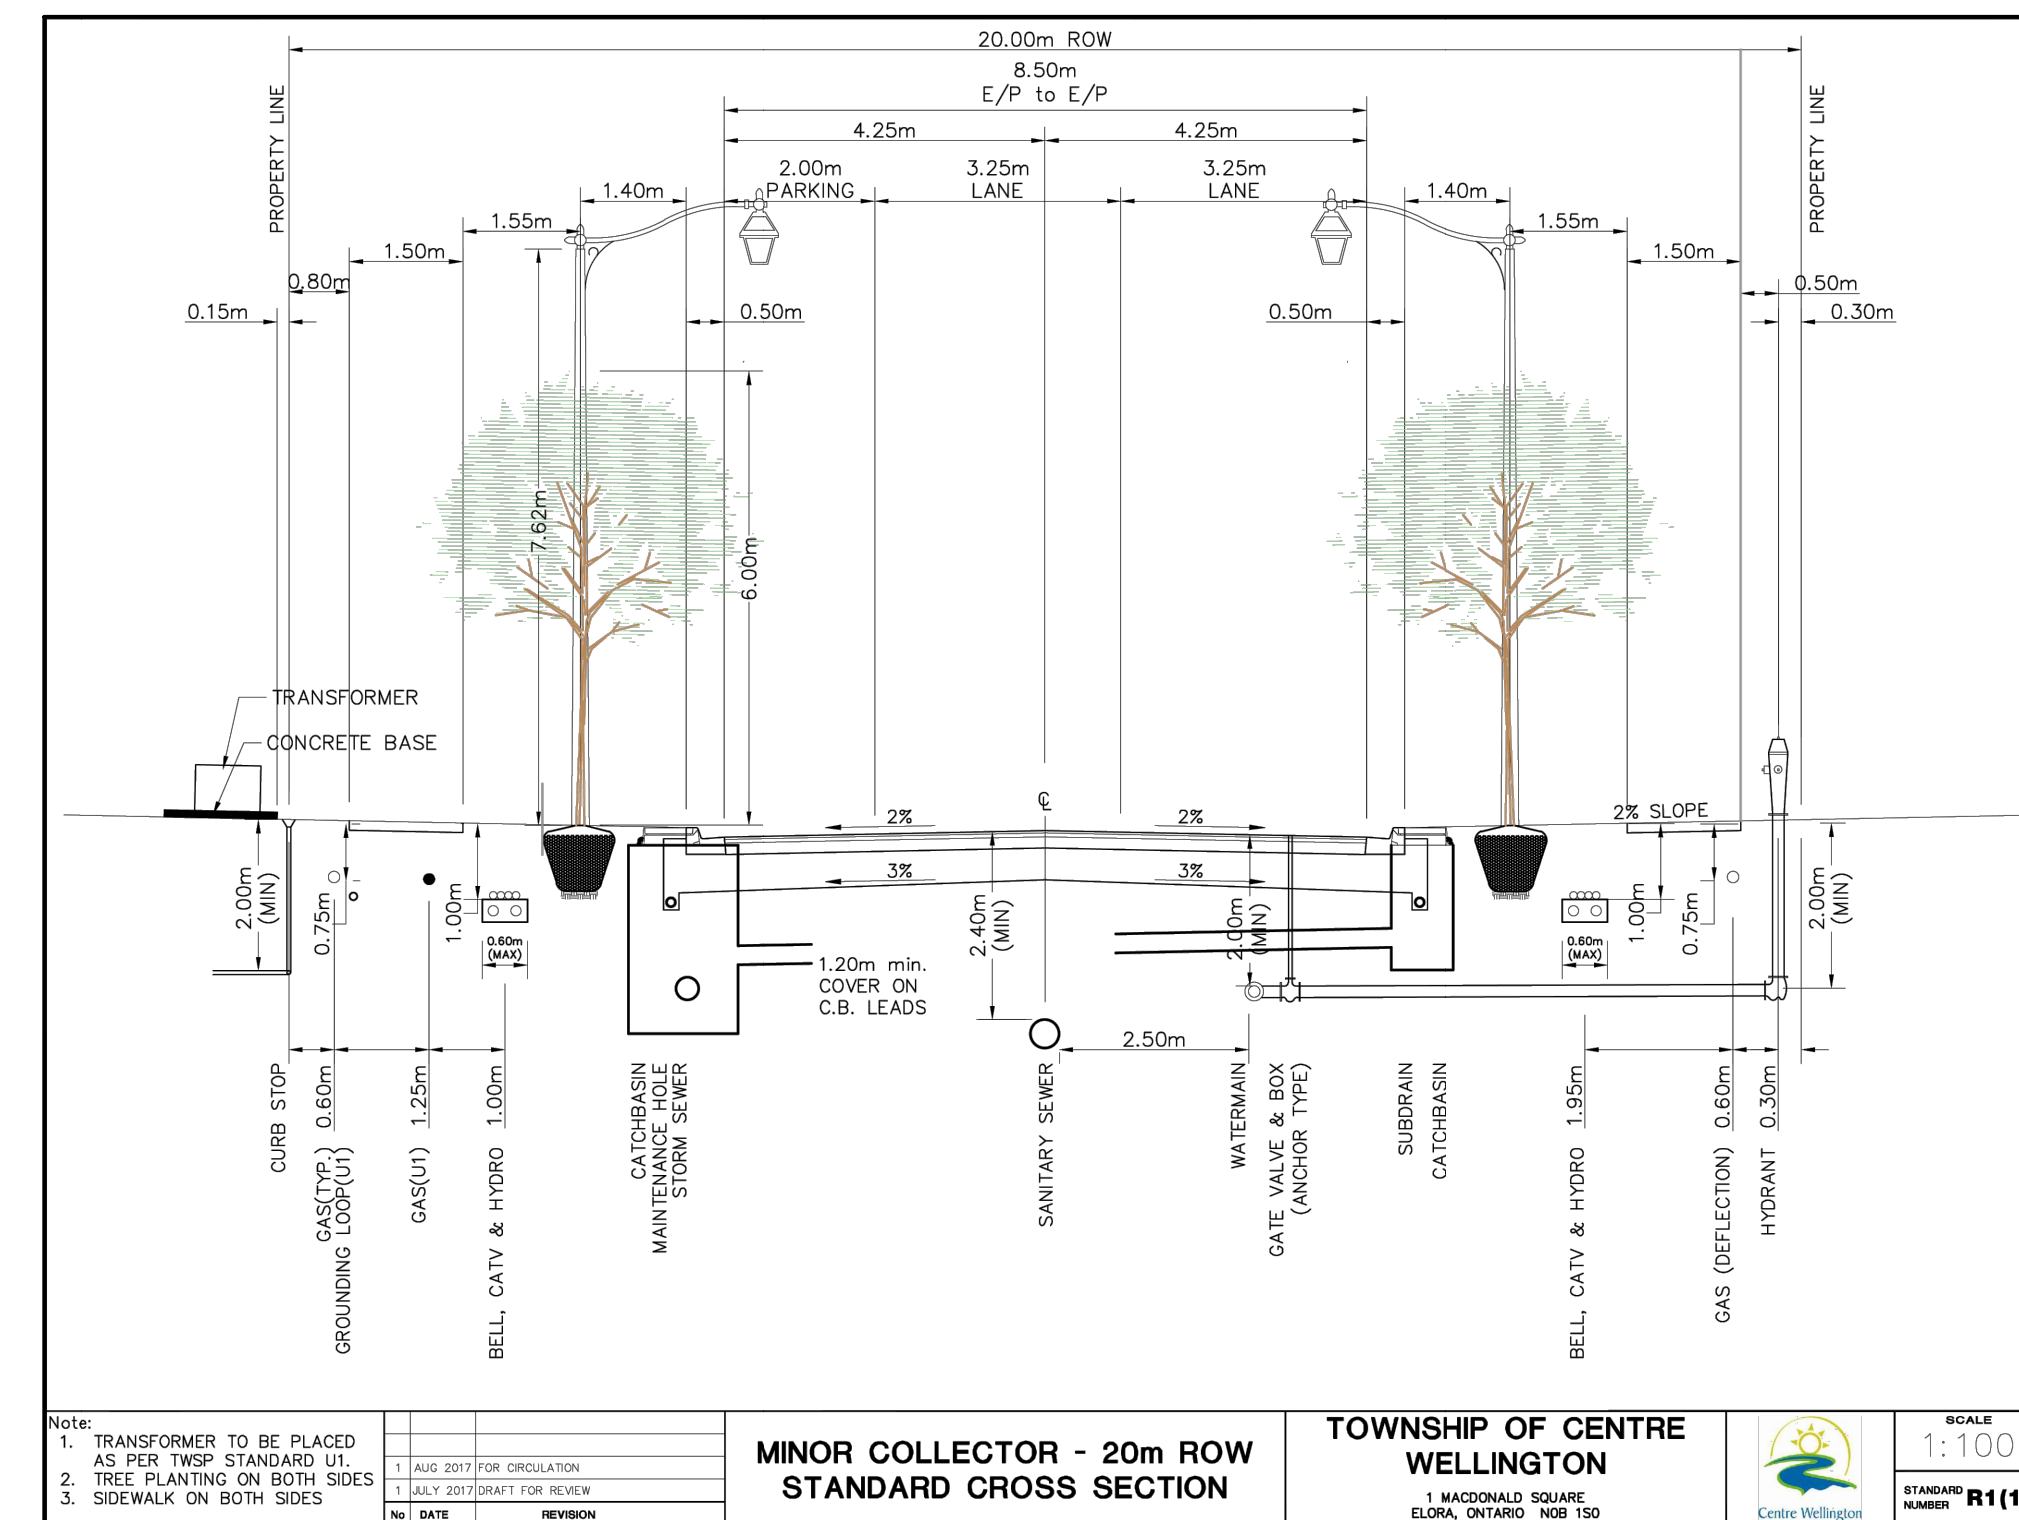 20.00m ROW
8.50m
E/P to E/P
4.25m
4.25m
PROPERTY LINE
PROPERTY LINE
2.00m
PARKING
3.25m
LANE
3.25m
LANE
1.40m
1.40m
1.55m
1.55m
1.50m
1.50m
0.80m
0.50m
0.15m
0.50m
0.50m
0.30m
7.62m
6.00m
TRANSFORMER
CONCRETE BASE
℄
2%
2%
2% SLOPE
3%
3%
2.00m
(MIN)
0.75m
1.00m
0.60m
(MAX)
2.40m
(MIN)
2.00m
(MIN)
0.60m
(MAX)
1.00m
0.75m
2.00m
(MIN)
1.20m min.
COVER ON
C.B. LEADS
2.50m
CURB STOP
GAS(TYP.) 0.60m
GROUNDING LOOP(U1)
GAS(U1) 1.25m
BELL, CATV & HYDRO 1.00m
CATCHBASIN
MAINTENANCE HOLE
STORM SEWER
SANITARY SEWER
WATERMAIN
GATE VALVE & BOX
(ANCHOR TYPE)
SUBDRAIN
CATCHBASIN
BELL, CATV & HYDRO 1.95m
GAS (DEFLECTION) 0.60m
HYDRANT 0.30m
Note:
1. TRANSFORMER TO BE PLACED
AS PER TWSP STANDARD U1.
2. TREE PLANTING ON BOTH SIDES
3. SIDEWALK ON BOTH SIDES
1 AUG 2017 FOR CIRCULATION
1 JULY 2017 DRAFT FOR REVIEW
No DATE REVISION
MINOR COLLECTOR - 20m ROW
STANDARD CROSS SECTION
TOWNSHIP OF CENTRE
WELLINGTON
1 MACDONALD SQUARE
ELORA, ONTARIO N0B 1S0
Centre Wellington
SCALE
1:100
STANDARD
NUMBER R1(1